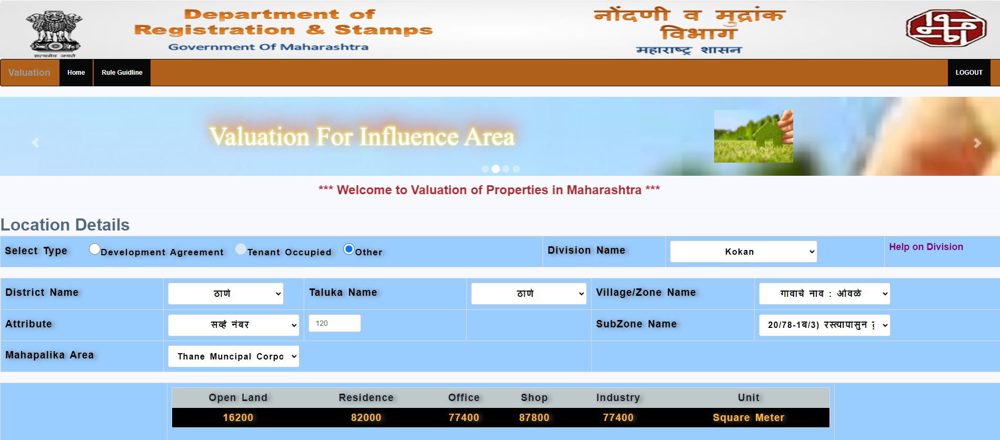 Department of
Registration & Stamps
Government Of Maharashtra
नोंदणी व मुद्रांक
विभाग
महाराष्ट्र शासन
सत्यमेव जयते
Valuation Home Rule Guidline LOGOUT
Valuation For Influence Area
*** Welcome to Valuation of Properties in Maharashtra ***
Location Details
Select Type Development Agreement Tenant Occupied Other Division Name Kokan Help on Division
District Name ठाणे Taluka Name ठाणे Village/Zone Name गावाचे नाव : ओवळे
Attribute सर्व्हे नंबर 120 SubZone Name 20/78-1ब/3) रस्त्यापासुन
Mahapalika Area Thane Muncipal Corpo
Open Land Residence Office Shop Industry Unit
16200 82000 77400 87800 77400 Square Meter